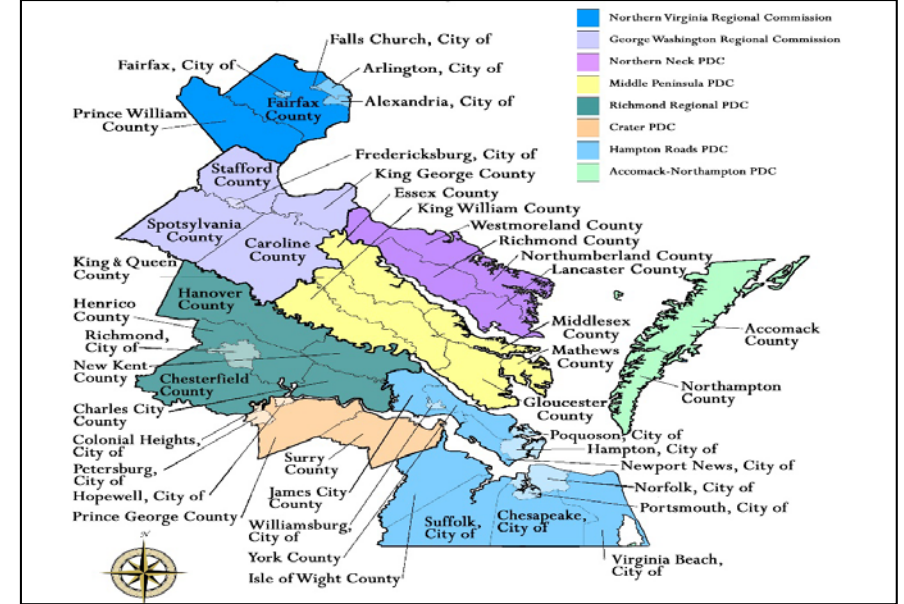 Northern Virginia Regional Commission
George Washington Regional Commission
Northern Neck PDC
Middle Peninsula PDC
Richmond Regional PDC
Crater PDC
Hampton Roads PDC
Accomack-Northampton PDC
Falls Church, City of
Fairfax, City of
Arlington, City of
Fairfax
County
Alexandria, City of
Prince William
County
Fredericksburg, City of
Stafford
County
King George County
Essex County
King William County
Spotsylvania
County
Westmoreland County
Caroline
County
Richmond County
Northumberland County
King & Queen
County
Lancaster County
Hanover
County
Henrico
County
Richmond,
City of
Middlesex
County
Accomack
County
New Kent
County
Mathews
County
Chesterfield
County
Northampton
County
Gloucester
County
Charles City
County
Colonial Heights,
City of
Poquoson, City of
Hampton, City of
Petersburg,
City of
Surry
County
Newport News, City of
Hopewell, City of
James City
County
Norfolk, City of
Portsmouth, City of
Prince George County
Williamsburg,
City of
Suffolk,
City of
Chesapeake,
City of
York County
Isle of Wight County
Virginia Beach,
City of
N